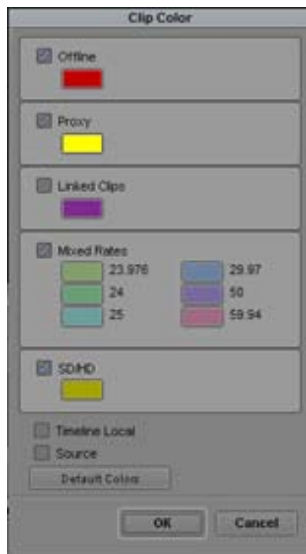 Clip Color
Offline
Proxy
Linked Clips
Mixed Rates
23.976 29.97
24 50
25 59.94
SD/HD
Timeline Local
Source
Default Colors
OK Cancel